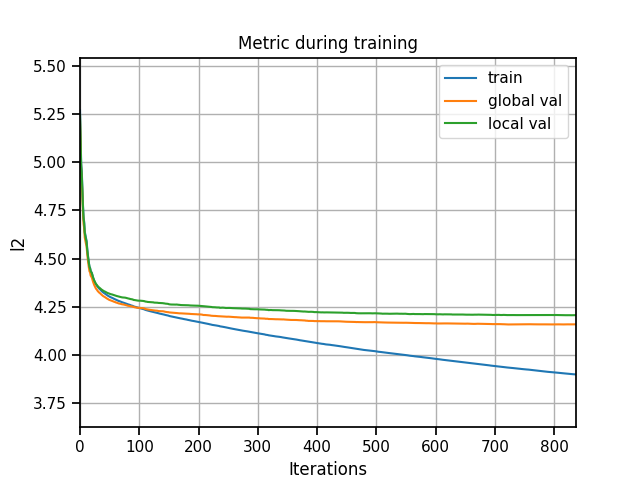 Metric during training
train
global val
local val
5.50
5.25
5.00
4.75
4.50
4.25
4.00
3.75
l2
0 100 200 300 400 500 600 700 800
Iterations